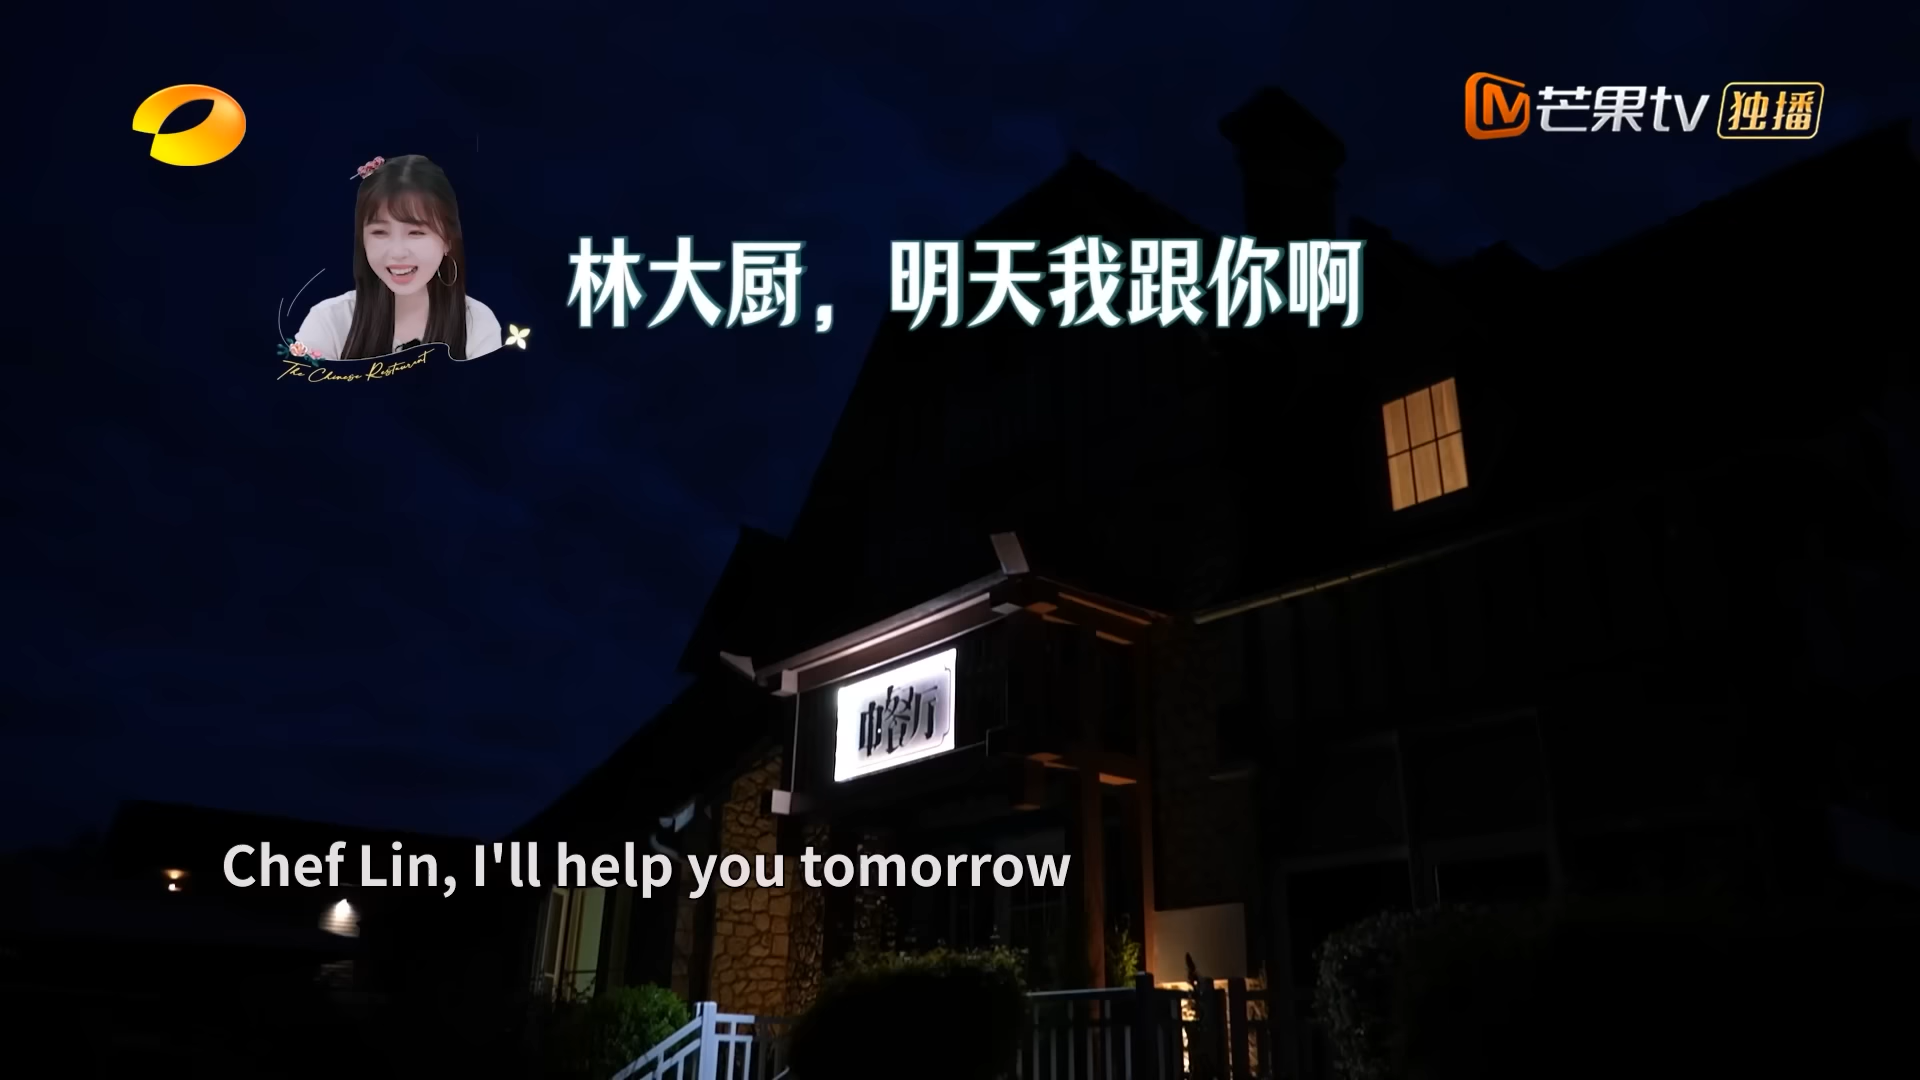 芒果tv 独播
林大厨，明天我跟你啊
The Chinese Restaurant
中餐厅
Chef Lin, I'll help you tomorrow